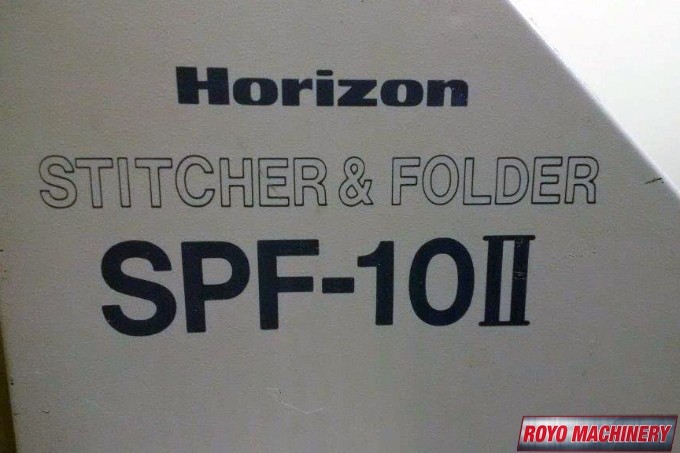 Horizon
STITCHER & FOLDER
SPF-10II
ROYO MACHINERY